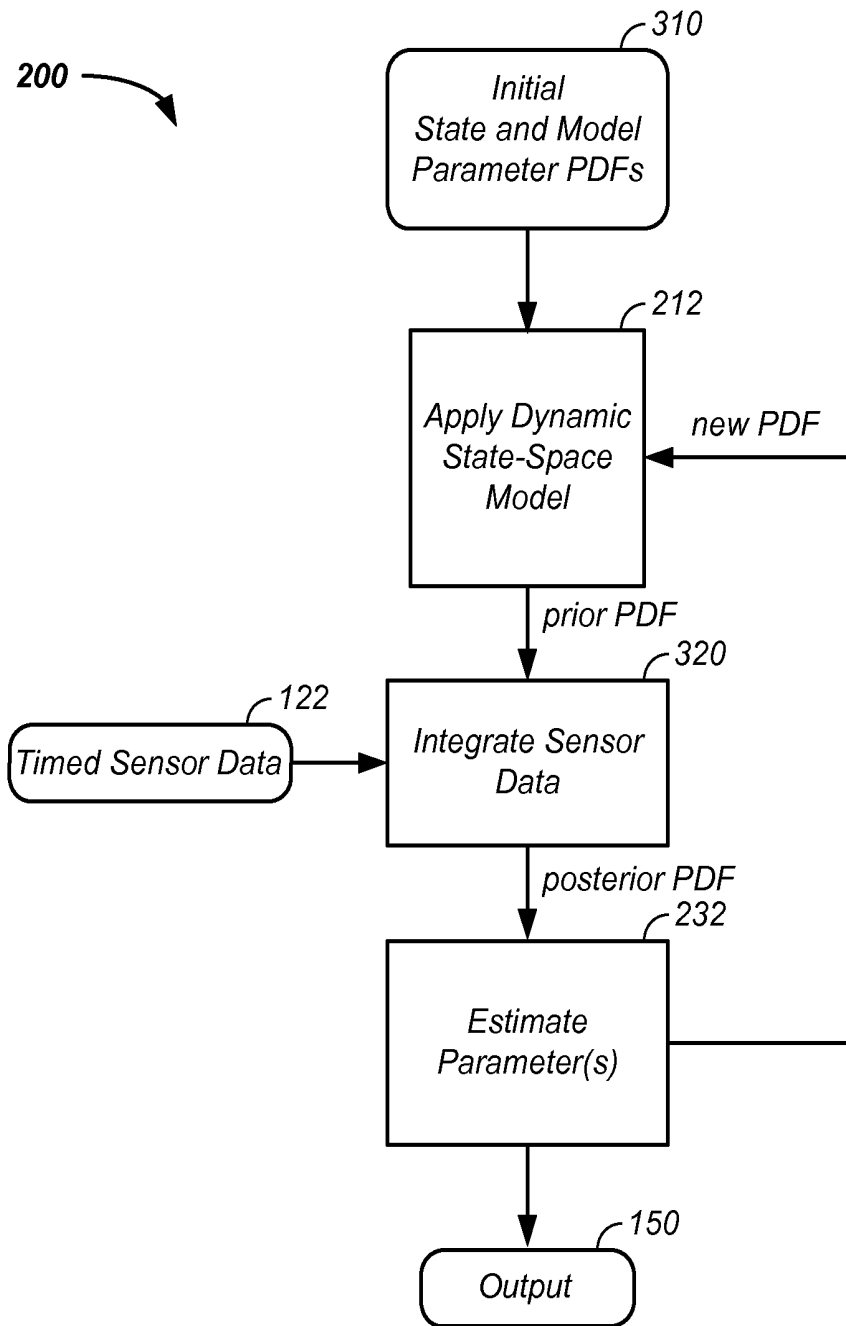 310
200
Initial
State and Model
Parameter PDFs
212
Apply Dynamic
State-Space
Model
new PDF
prior PDF
320
122
Timed Sensor Data
Integrate Sensor
Data
posterior PDF
232
Estimate
Parameter(s)
150
Output